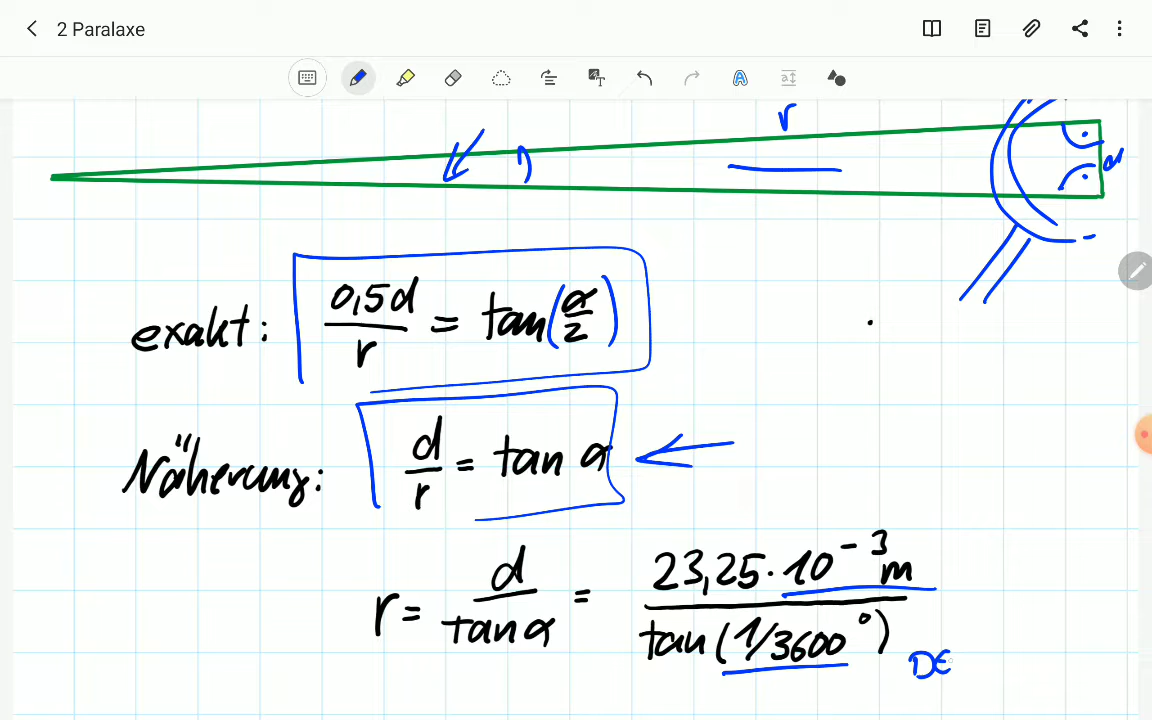 2 Paralaxe
r
d
exakt: 0,5d/r = tan(α/2)
Näherung: d/r = tan α
r = d/tan α = 23,25 · 10⁻³ m / tan (1/3600°)
DE